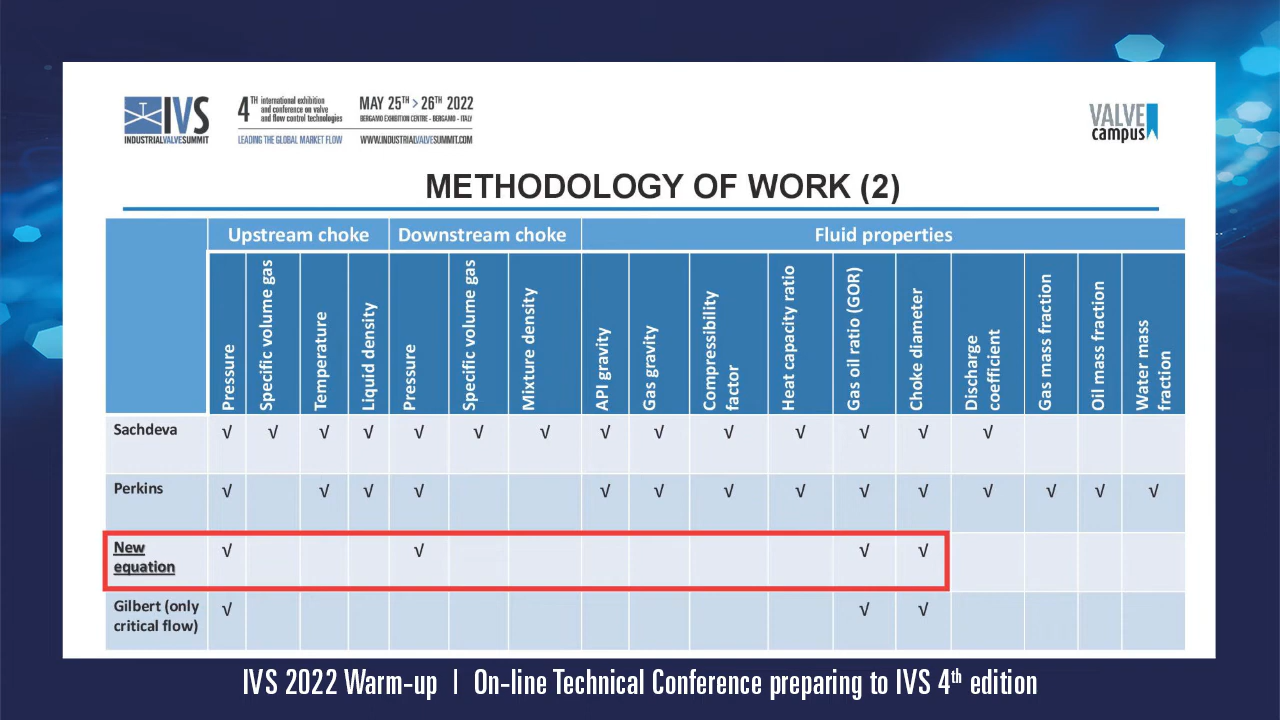 IVS
INDUSTRIALVALVESUMMIT
4TH international exhibition
and conference on valve
and flow control technologies
LEADING THE GLOBAL MARKET FLOW
MAY 25TH > 26TH 2022
BERGAMO EXHIBITION CENTRE - BERGAMO - ITALY
WWW.INDUSTRIALVALVESUMMIT.COM
VALVE
campus
METHODOLOGY OF WORK (2)
Upstream choke Downstream choke Fluid properties
Pressure
Specific volume gas
Temperature
Liquid density
Pressure
Specific volume gas
Mixture density
API gravity
Gas gravity
Compressibility
factor
Heat capacity ratio
Gas oil ratio (GOR)
Choke diameter
Discharge
coefficient
Gas mass fraction
Oil mass fraction
Water mass
fraction
Sachdeva √ √ √ √ √ √ √ √ √ √ √ √ √ √
Perkins √ √ √ √ √ √ √ √ √ √ √ √ √ √
New √ √ √ √
equation
Gilbert (only √ √ √
critical flow)
IVS 2022 Warm-up | On-line Technical Conference preparing to IVS 4th edition